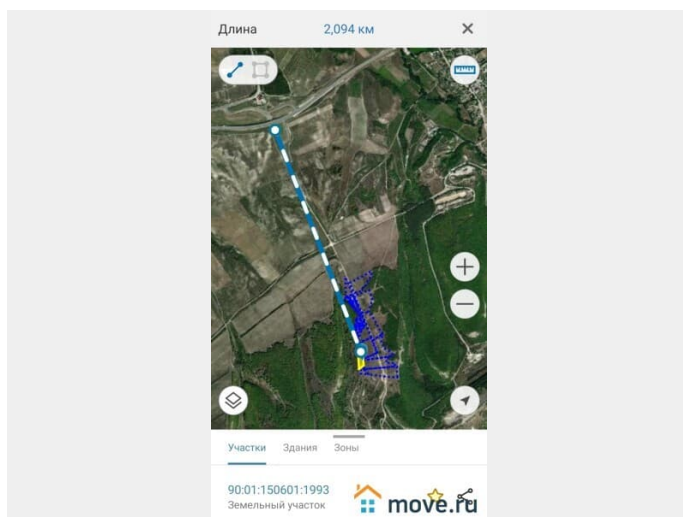 Длина 2,094 км
Участки Здания Зоны
90:01:150601:1993
Земельный участок
move.ru